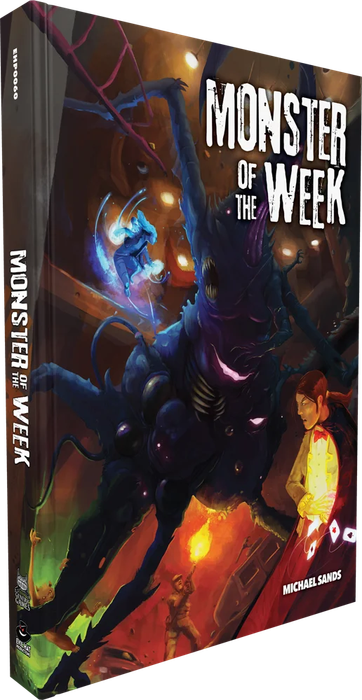 EHP0060
MONSTER OF THE WEEK
MONSTER
OF
THE WEEK
MICHAEL SANDS